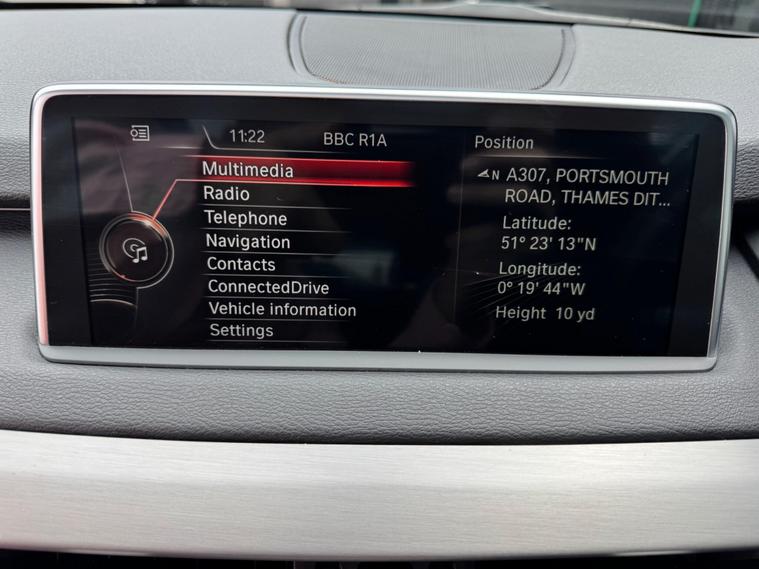 11:22 BBC R1A
Multimedia
Radio
Telephone
Navigation
Contacts
ConnectedDrive
Vehicle information
Settings
Position
N A307, PORTSMOUTH
ROAD, THAMES DIT...
Latitude:
51° 23' 13"N
Longitude:
0° 19' 44"W
Height 10 yd